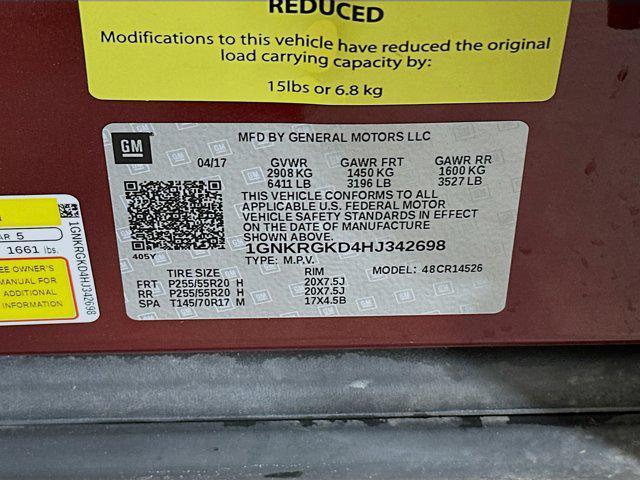 REDUCED
Modifications to this vehicle have reduced the original
load carrying capacity by:
15lbs or 6.8 kg
GM
MFD BY GENERAL MOTORS LLC
04/17 GVWR GAWR FRT GAWR RR
2908 KG 1450 KG 1600 KG
6411 LB 3196 LB 3527 LB
THIS VEHICLE CONFORMS TO ALL
APPLICABLE U.S. FEDERAL MOTOR
VEHICLE SAFETY STANDARDS IN EFFECT
ON THE DATE OF MANUFACTURE
1GNKRGKD4HJ342698
405Y
TYPE: M.P.V. MODEL: 48CR14526
TIRE SIZE RIM
FRT P255/55R20 H 20X7.5J
RR P255/55R20 H 20X7.5J
SPA T145/70R17 M 17X4.5B
AR 5
1661 lbs.
EE OWNER'S
MANUAL FOR
ADDITIONAL
INFORMATION
1GNKRGKD4HJ342698